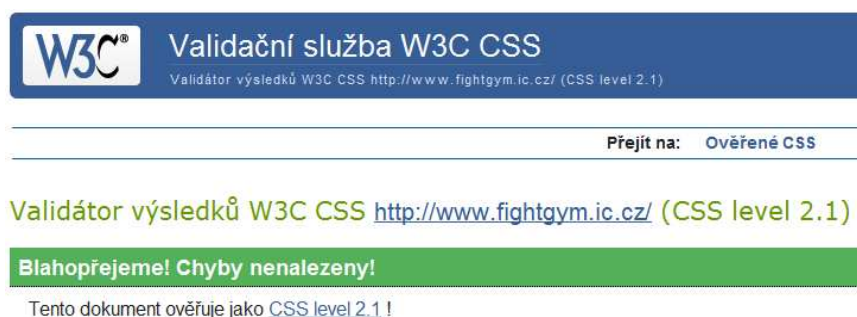 W3C® Validační služba W3C CSS
Validátor výsledků W3C CSS http://www.fightgym.ic.cz/ (CSS level 2.1)
Přejít na: Ověřené CSS
Validátor výsledků W3C CSS http://www.fightgym.ic.cz/ (CSS level 2.1)
Blahopřejeme! Chyby nenalezeny!
Tento dokument ověřuje jako CSS level 2.1 !